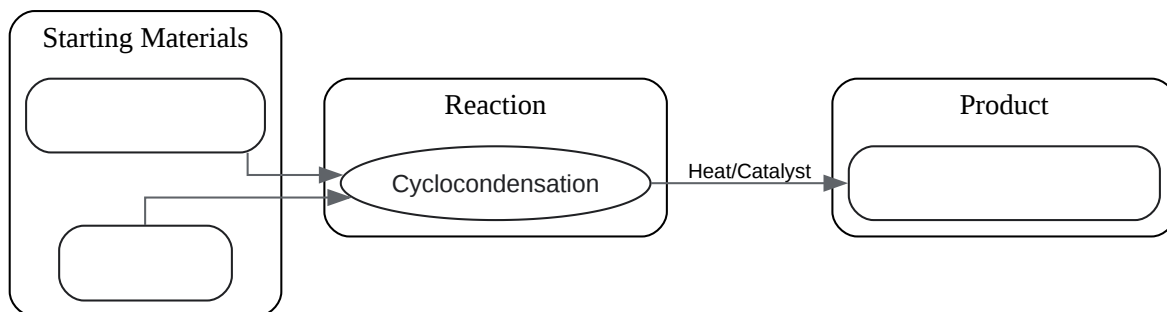 Starting Materials
Reaction
Product
Cyclocondensation
Heat/Catalyst